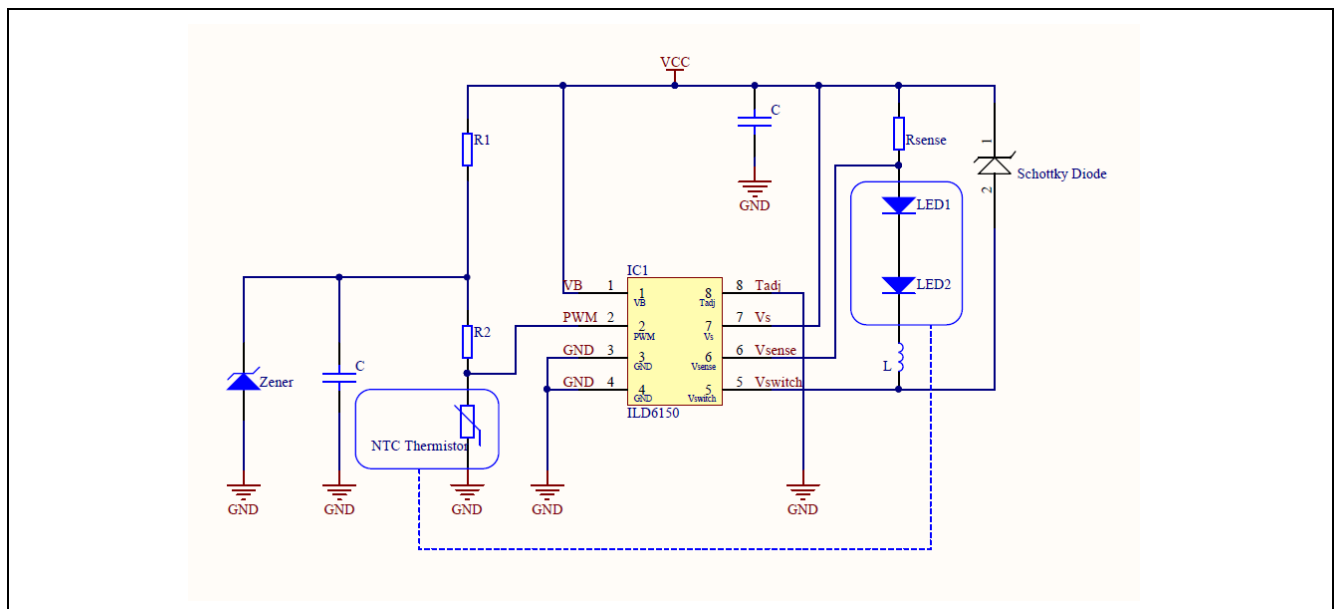 VCC
C
R1
Rsense
1
2
Schottky Diode
GND
LED1
IC1
VB 1 1 VB 8 Tadj 8 Tadj
LED2
PWM 2 2 PWM 7 Vs 7 Vs
R2
GND 3 3 GND 6 Vsense 6 Vsense
C
L
Zener
GND 4 4 GND 5 Vswitch 5 Vswitch
ILD6150
NTC Thermistor
GND GND GND GND GND